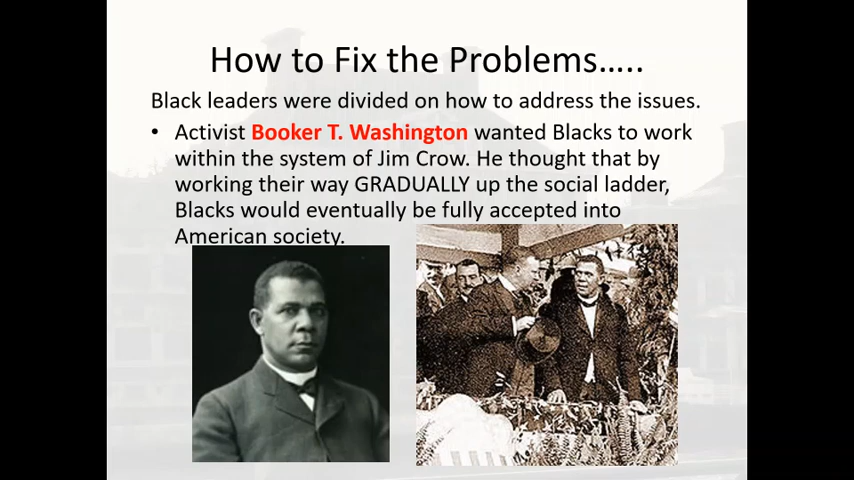 How to Fix the Problems…..
Black leaders were divided on how to address the issues.
• Activist Booker T. Washington wanted Blacks to work
within the system of Jim Crow. He thought that by
working their way GRADUALLY up the social ladder,
Blacks would eventually be fully accepted into
American society.